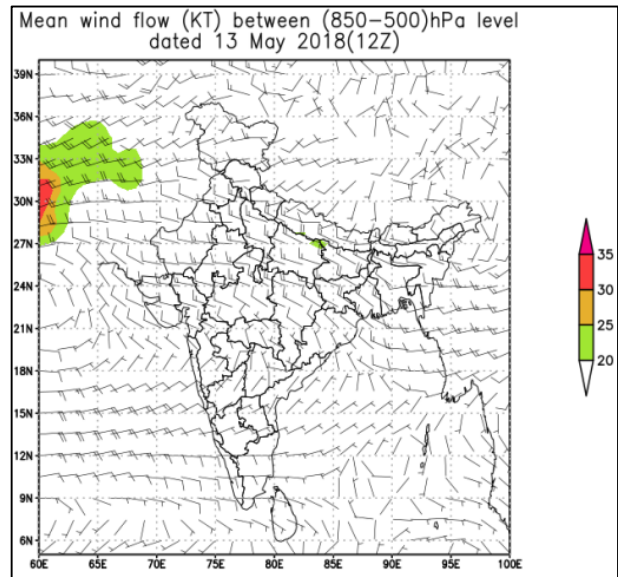 Mean wind flow (KT) between (850−500)hPa level
dated 13 May 2018(12Z)
39N
36N
33N
30N
27N
24N
21N
18N
15N
12N
9N
6N
60E 65E 70E 75E 80E 85E 90E 95E 100E
35
30
25
20